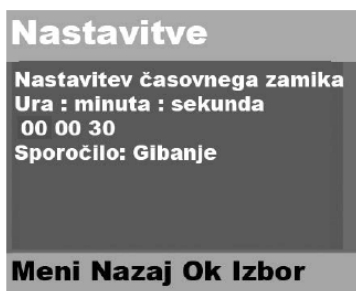 Nastavitve
Nastavitev časovnega zamika
Ura : minuta : sekunda
00 00 30
Sporočilo: Gibanje
Meni Nazaj Ok Izbor